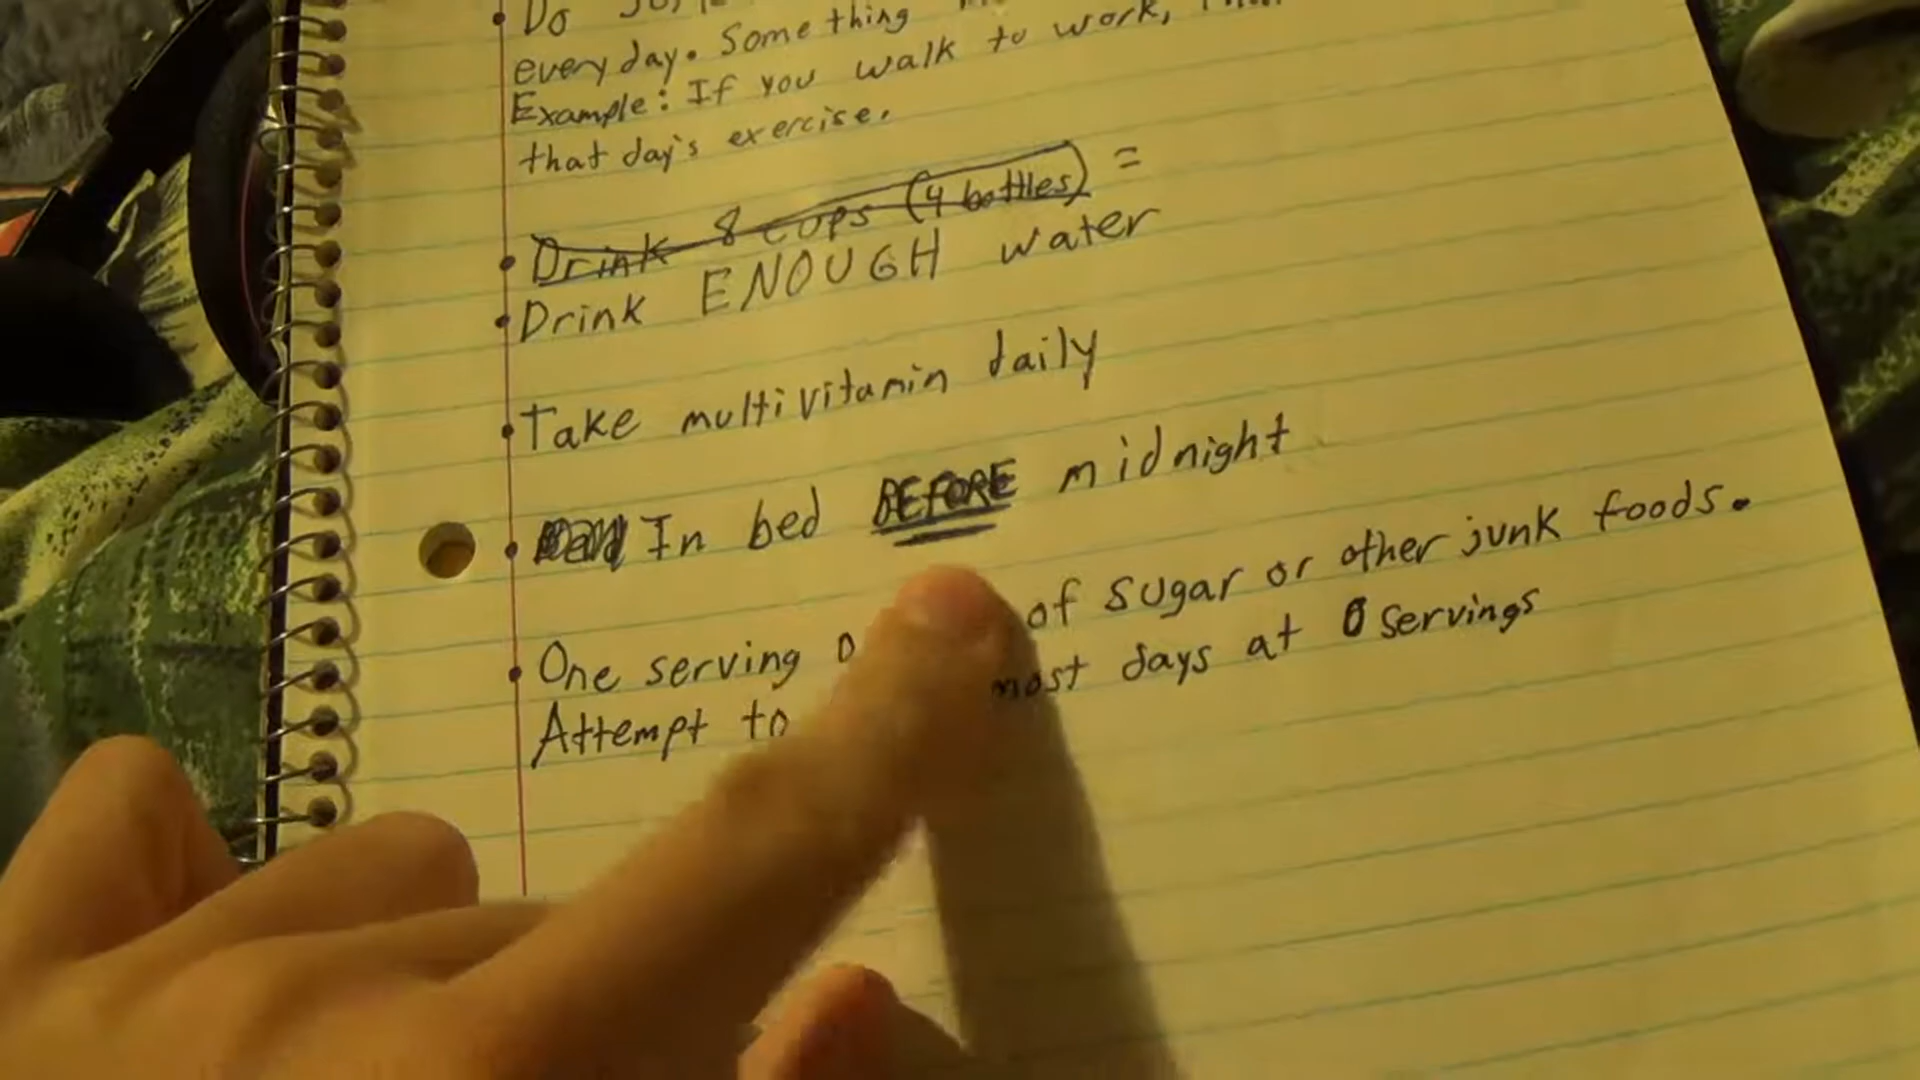 • Do
every day. Something
Example: If you walk to work,
that day's exercise.
• Drink 8 cups (4 bottles) =
• Drink ENOUGH water
• Take multivitamin daily
• In bed BEFORE midnight
• One serving of sugar or other junk foods.
Attempt to most days at 0 servings